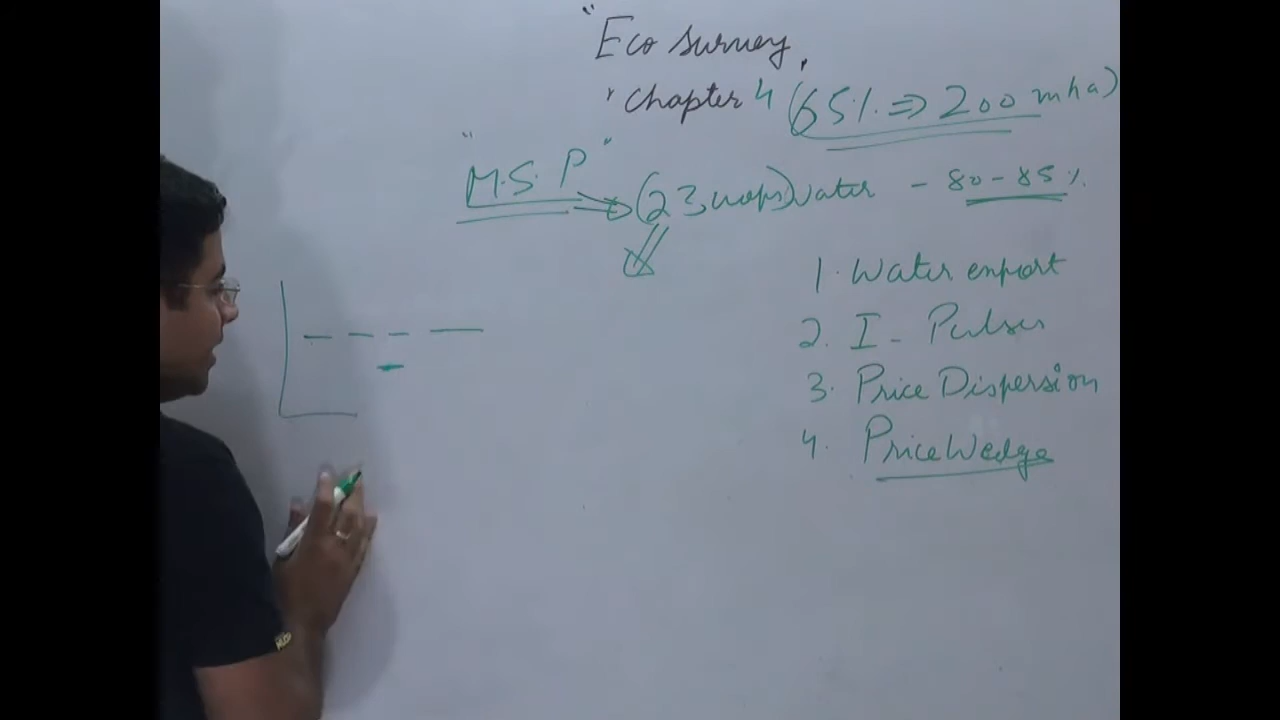 "Eco Survey,
' Chapter 4 (65% ⇒ 200 mha)
"M.S.P" ⇒ (23 crops) water - 80-85%
1. Water export
2. I - Pulses
3. Price Dispersion
4. Price Wedge